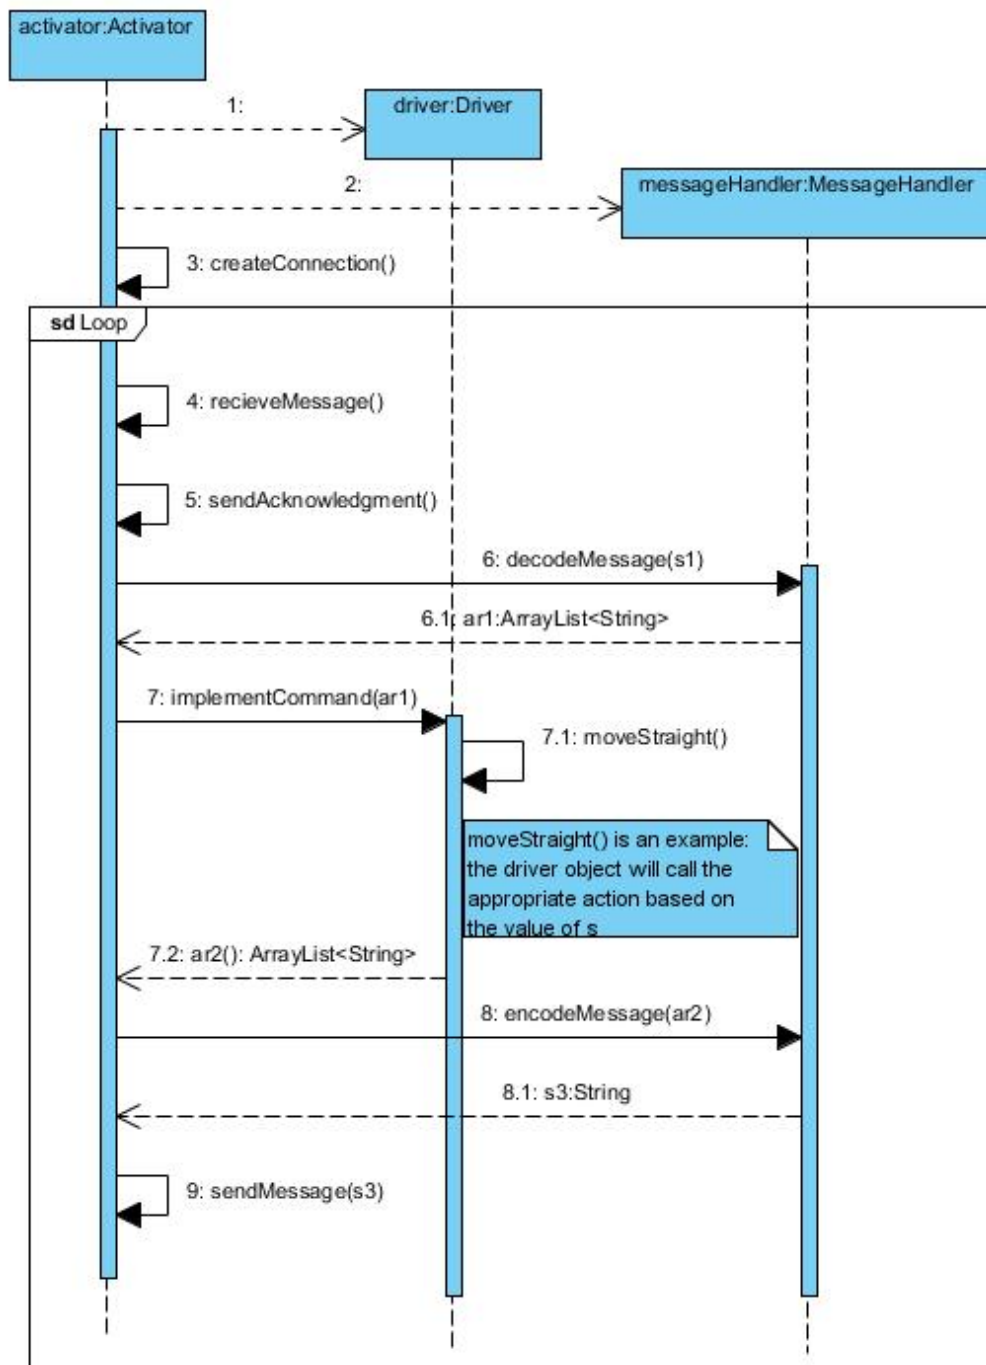 activator:Activator
1:
driver:Driver
2:
messageHandler:MessageHandler
3: createConnection()
sd Loop
4: recieveMessage()
5: sendAcknowledgment()
6: decodeMessage(s1)
6.1: ar1:ArrayList<String>
7: implementCommand(ar1)
7.1: moveStraight()
moveStraight() is an example:
the driver object will call the
appropriate action based on
the value of s
7.2: ar2(): ArrayList<String>
8: encodeMessage(ar2)
8.1: s3:String
9: sendMessage(s3)